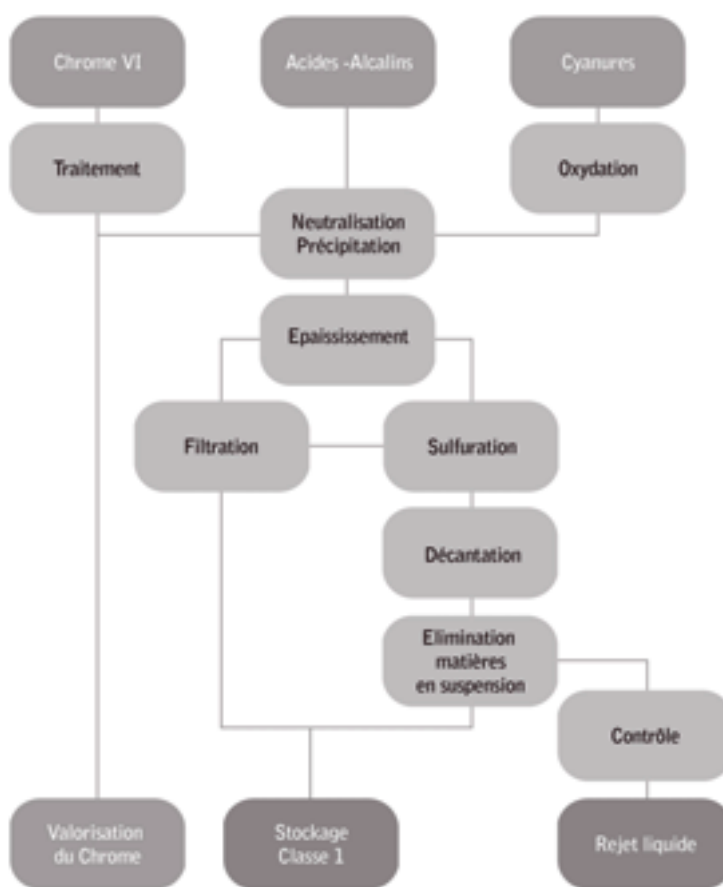 Chrome VI
Acides -Alcalins
Cyanures
Traitement
Oxydation
Neutralisation
Précipitation
Epaississement
Filtration
Sulfuration
Décantation
Elimination
matières
en suspension
Contrôle
Valorisation
du Chrome
Stockage
Classe 1
Rejet liquide